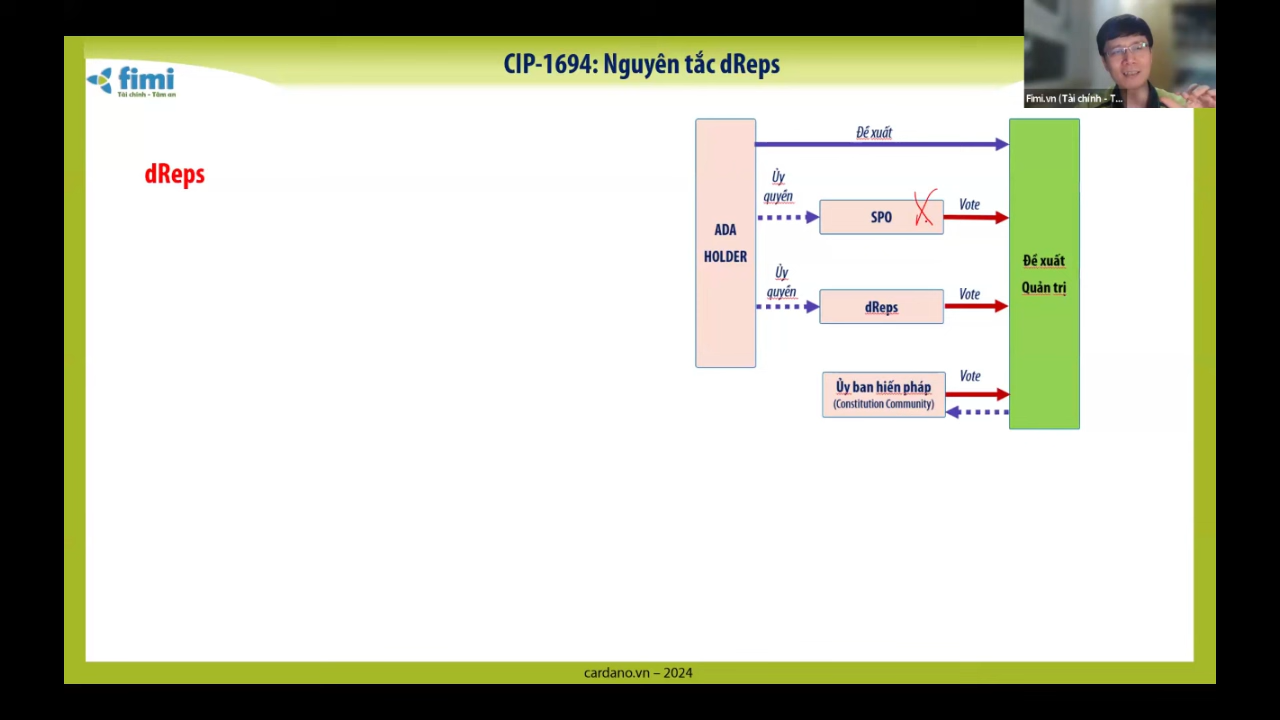 CIP-1694: Nguyên tắc dReps
fimi
Tài chính - Tâm an
Fimi.vn (Tài chính - T...
dReps
Đề xuất
Ủy
quyền
SPO
Vote
ADA
HOLDER
Đề xuất
Quản trị
Ủy
quyền
dReps
Vote
Ủy ban hiến pháp
(Constitution Community)
Vote
cardano.vn – 2024